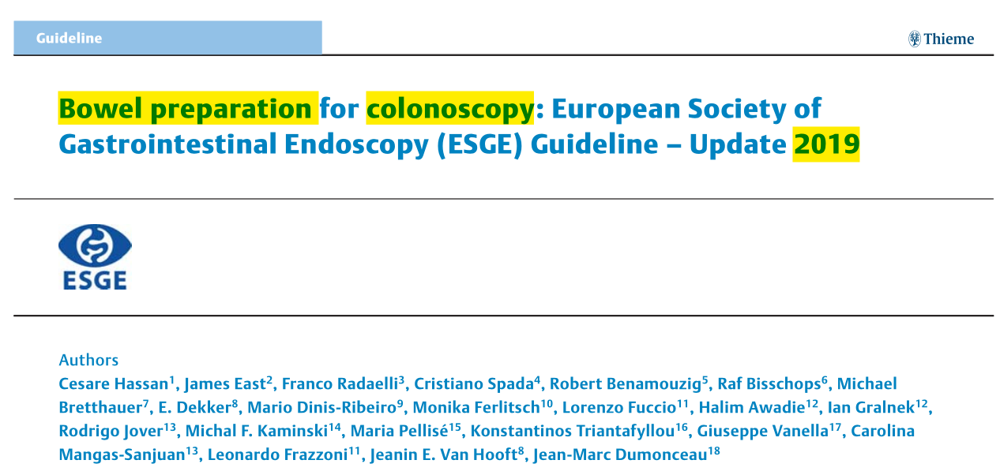 Guideline
Thieme
Bowel preparation for colonoscopy: European Society of
Gastrointestinal Endoscopy (ESGE) Guideline – Update 2019
ESGE
Authors
Cesare Hassan¹, James East², Franco Radaelli³, Cristiano Spada⁴, Robert Benamouzig⁵, Raf Bisschops⁶, Michael
Bretthauer⁷, E. Dekker⁸, Mario Dinis-Ribeiro⁹, Monika Ferlitsch¹⁰, Lorenzo Fuccio¹¹, Halim Awadie¹², Ian Gralnek¹²,
Rodrigo Jover¹³, Michal F. Kaminski¹⁴, Maria Pellisé¹⁵, Konstantinos Triantafyllou¹⁶, Giuseppe Vanella¹⁷, Carolina
Mangas-Sanjuan¹³, Leonardo Frazzoni¹¹, Jeanin E. Van Hooft⁸, Jean-Marc Dumonceau¹⁸